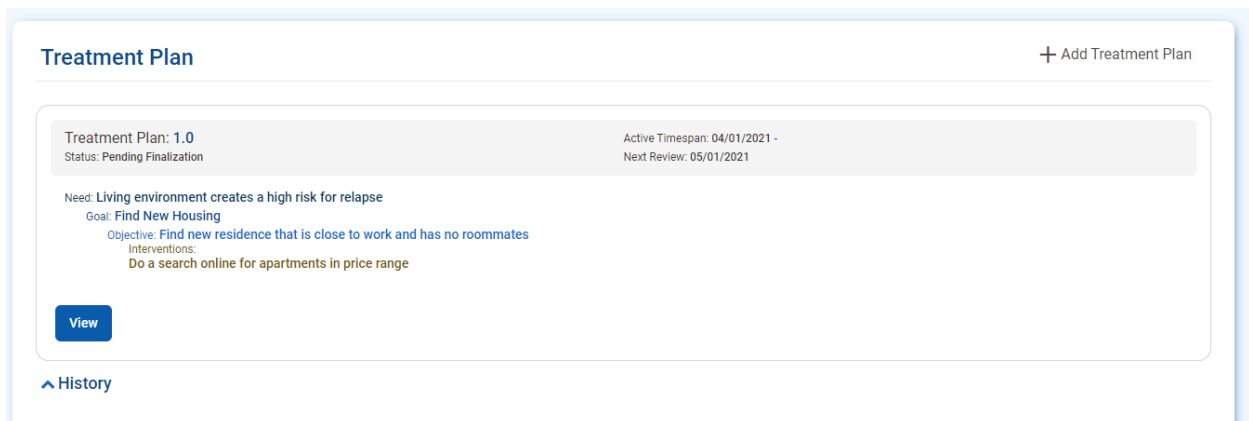 Treatment Plan
+ Add Treatment Plan
Treatment Plan: 1.0
Status: Pending Finalization
Active Timespan: 04/01/2021 -
Next Review: 05/01/2021
Need: Living environment creates a high risk for relapse
Goal: Find New Housing
Objective: Find new residence that is close to work and has no roommates
Interventions:
Do a search online for apartments in price range
View
History